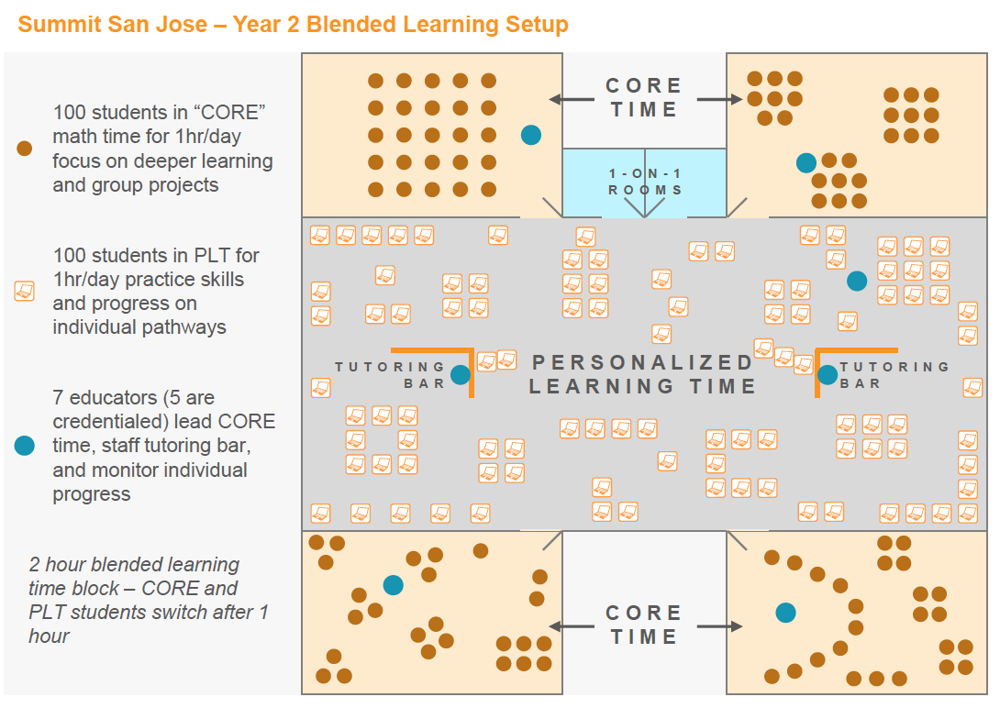 Summit San Jose – Year 2 Blended Learning Setup
100 students in “CORE”
math time for 1hr/day
focus on deeper learning
and group projects
100 students in PLT for
1hr/day practice skills
and progress on
individual pathways
7 educators (5 are
credentialed) lead CORE
time, staff tutoring bar,
and monitor individual
progress
2 hour blended learning
time block – CORE and
PLT students switch after 1
hour
CORE
TIME
1-ON-1
ROOMS
TUTORING
BAR
PERSONALIZED
LEARNING TIME
TUTORING
BAR
CORE
TIME